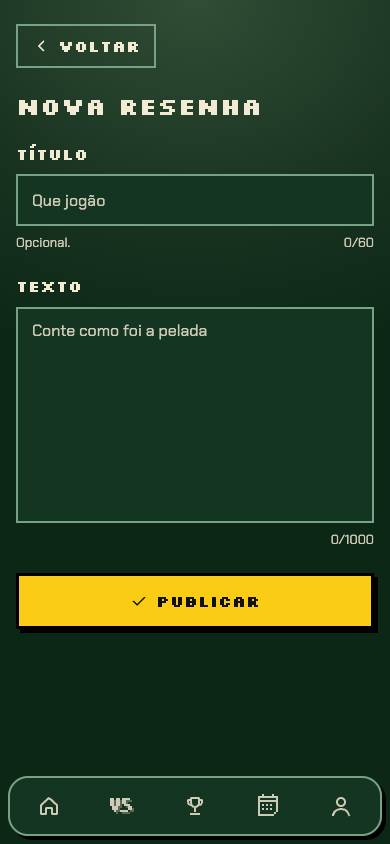 VOLTAR
NOVA RESENHA
TÍTULO
Que jogão
Opcional. 0/60
TEXTO
Conte como foi a pelada
0/1000
PUBLICAR
VS